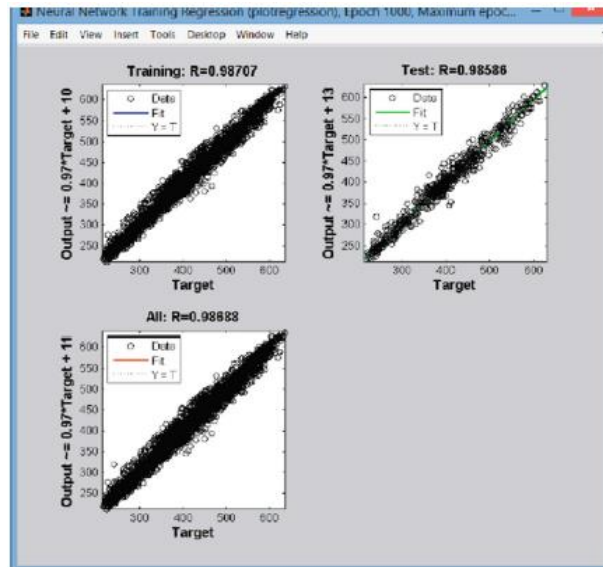 Neural Network Training Regression (plotregression), Epoch 1000, Maximum epoc...
File Edit View Insert Tools Desktop Window Help
Training: R=0.98707
Output ~= 0.97*Target + 10
600
550
500
450
400
350
300
250
Data
Fit
Y = T
300 400 500 600
Target
Test: R=0.98586
Output ~= 0.97*Target + 13
600
550
500
450
400
350
300
250
Data
Fit
Y = T
300 400 500 600
Target
All: R=0.98688
Output ~= 0.97*Target + 11
600
550
500
450
400
350
300
250
Data
Fit
Y = T
300 400 500 600
Target